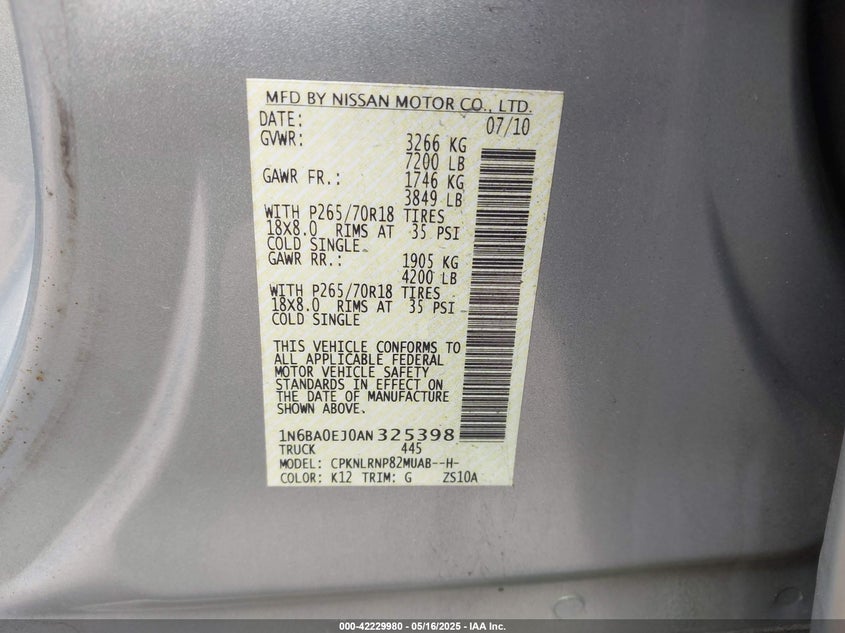 MFD BY NISSAN MOTOR CO., LTD.
DATE: 07/10
GVWR: 3266 KG
7200 LB
GAWR FR.: 1746 KG
3849 LB
WITH P265/70R18 TIRES
18X8.0 RIMS AT 35 PSI
COLD SINGLE
GAWR RR.: 1905 KG
4200 LB
WITH P265/70R18 TIRES
18X8.0 RIMS AT 35 PSI
COLD SINGLE
THIS VEHICLE CONFORMS TO
ALL APPLICABLE FEDERAL
MOTOR VEHICLE SAFETY
STANDARDS IN EFFECT ON
THE DATE OF MANUFACTURE
SHOWN ABOVE.
1N6BA0EJ0AN325398
TRUCK 445
MODEL: CPKNLRNP82MUAB--H-
COLOR: K12 TRIM: G ZS10A
000-42229980 - 05/16/2025 - IAA Inc.